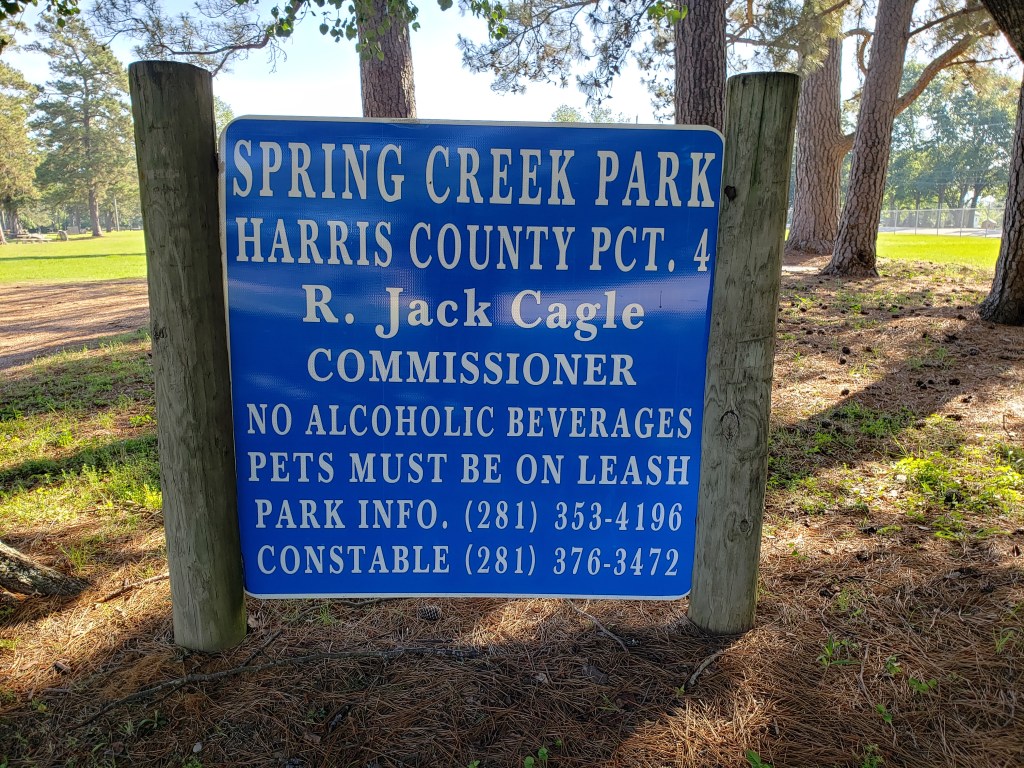 SPRING CREEK PARK
HARRIS COUNTY PCT. 4
R. Jack Cagle
COMMISSIONER
NO ALCOHOLIC BEVERAGES
PETS MUST BE ON LEASH
PARK INFO. (281) 353-4196
CONSTABLE (281) 376-3472